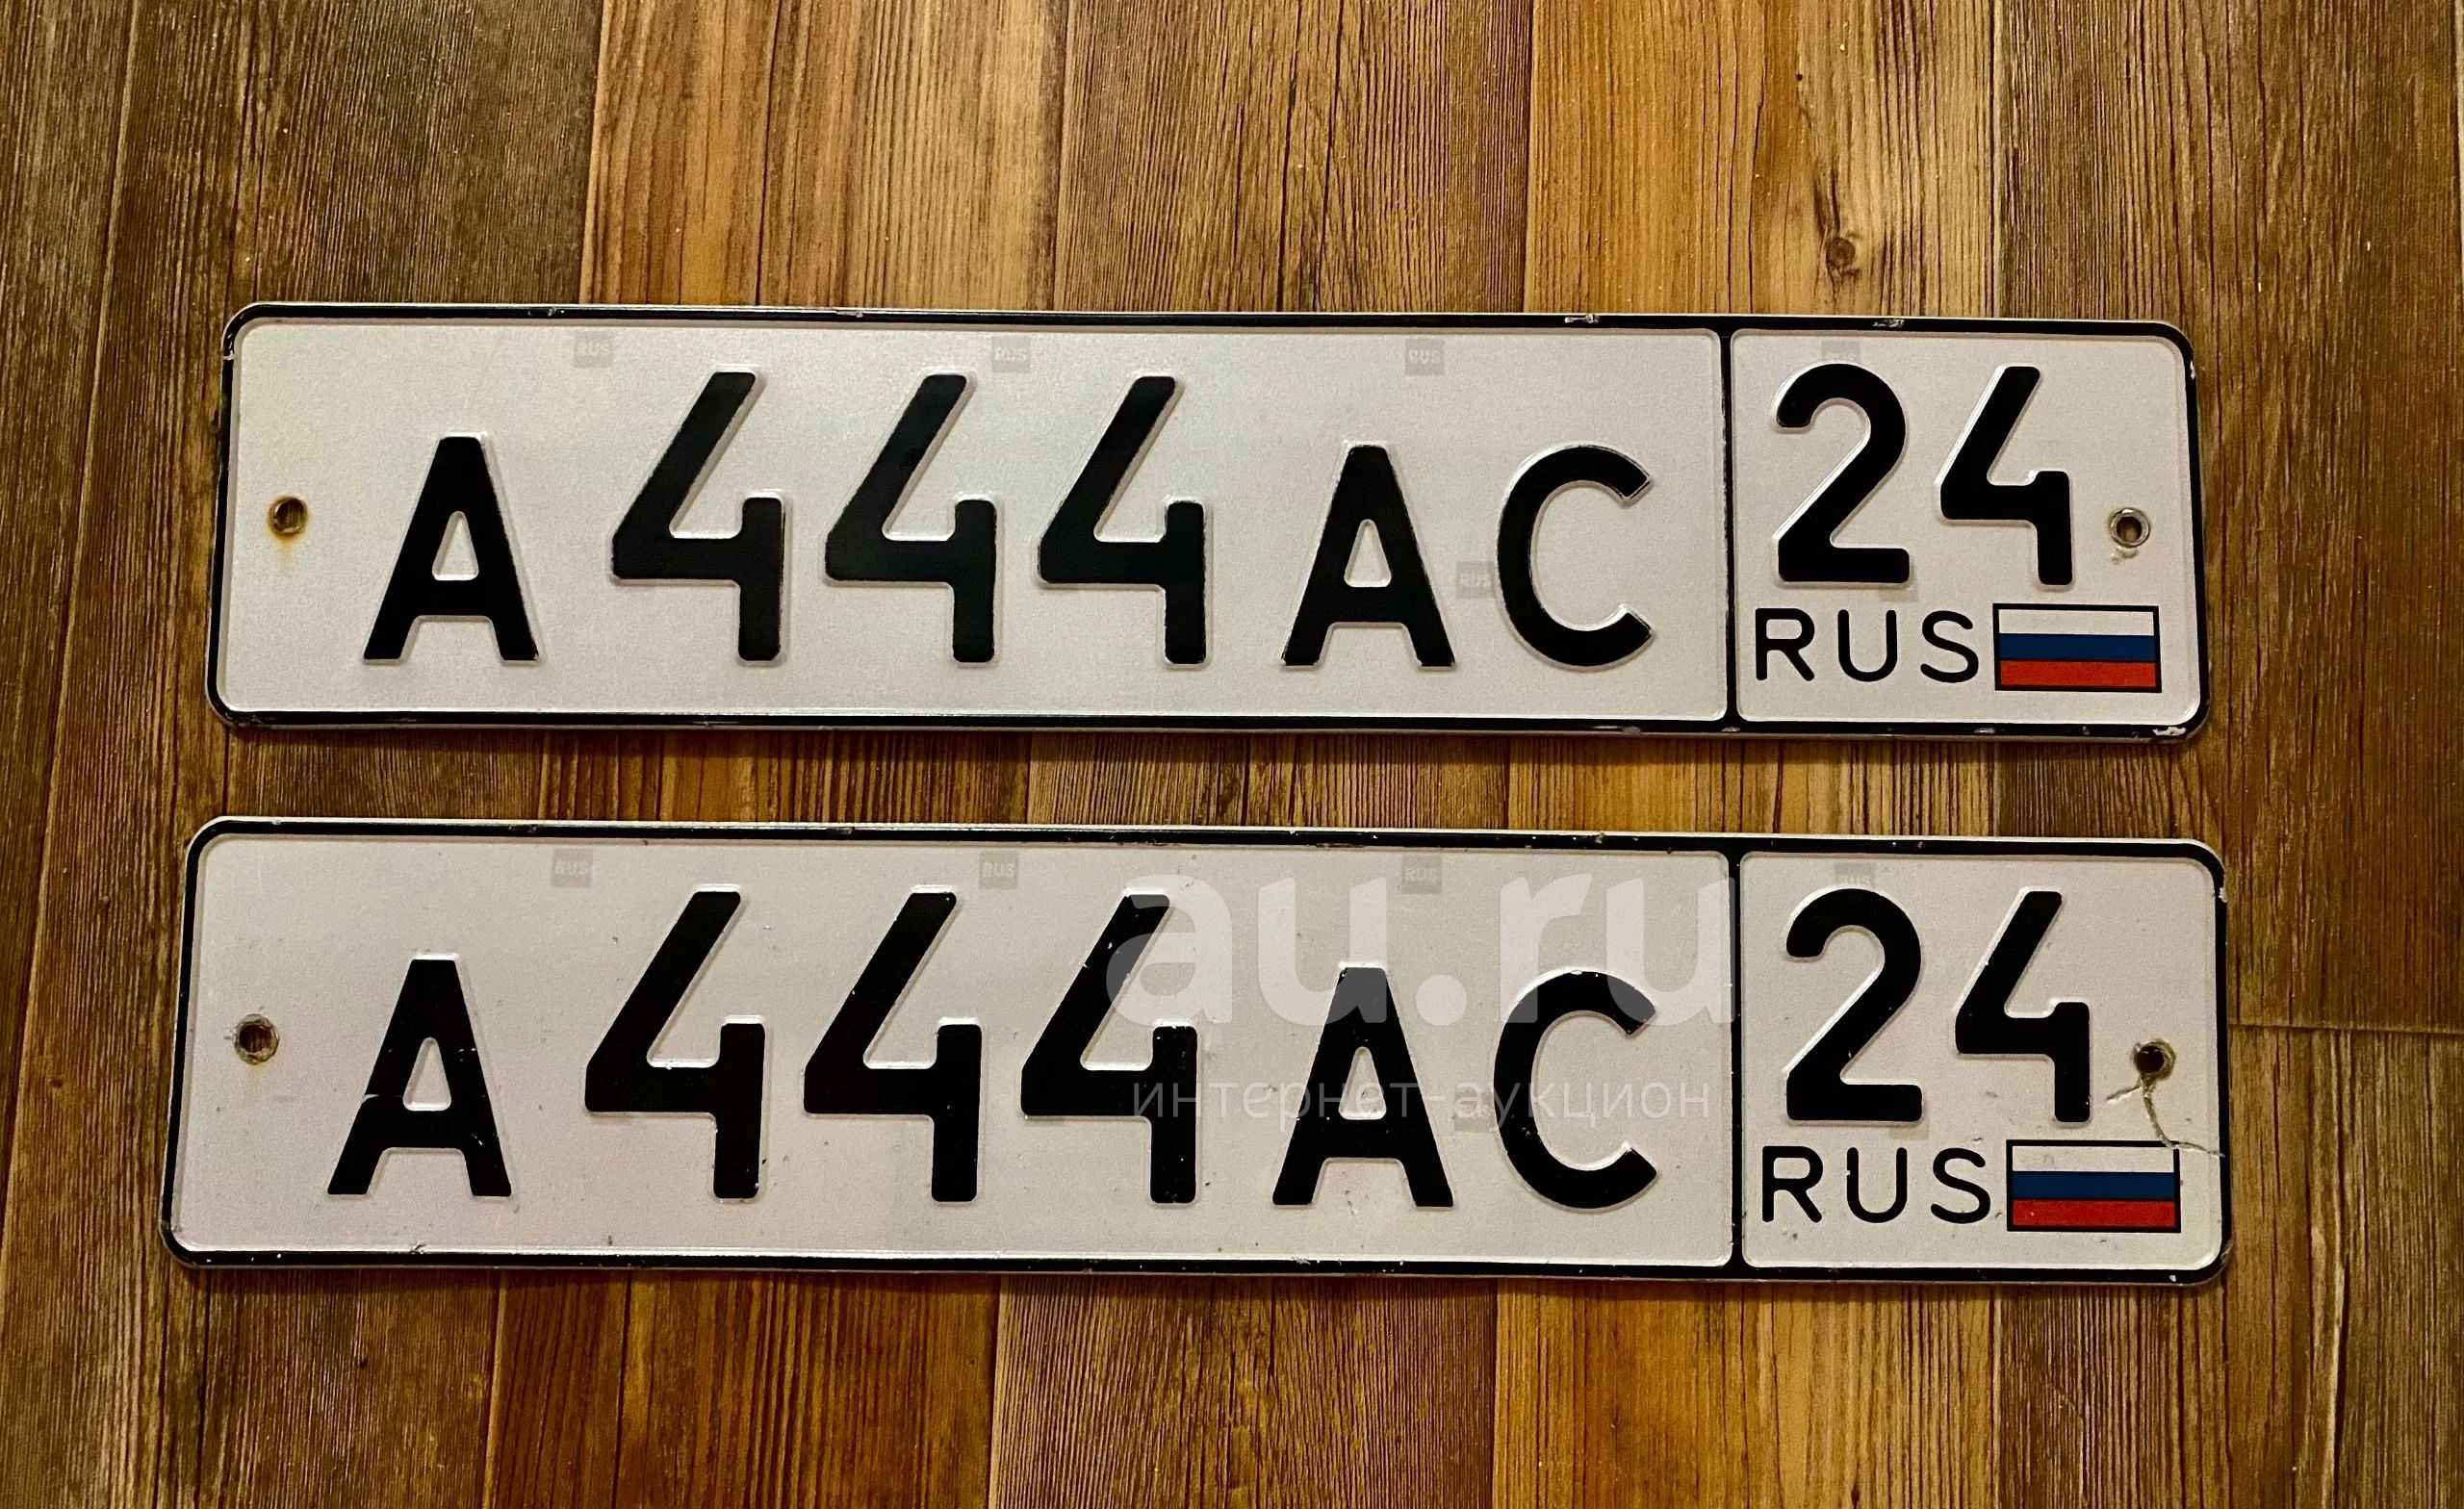 А 444 АС 24
RUS
А 444 АС 24
RUS
au.ru
интернет-аукцион